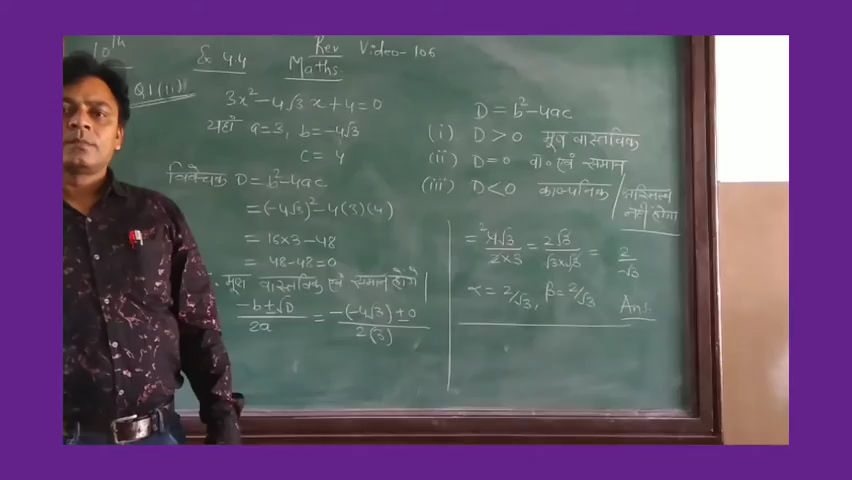 10th
Ex 4.4
Rev Video-106
Maths.
Q1(ii)
3x²-4√3 x+4=0
यहाँ a=3, b=-4√3
c=4
विवेचक D=b²-4ac
=(-4√3)²-4(3)(4)
= 16×3-48
= 48-48=0
∴ मूल वास्तविक एवं समान होंगे
-b±√D/2a = -(-4√3)±0/2(3)
D=b²-4ac
(i) D>0 मूल वास्तविक
(ii) D=0 वा० एवं समान
(iii) D<0 काल्पनिक / अस्तित्व
नहीं होगा
= ²4√3/2×3 = 2√3/√3×√3 = 2/√3
α=2/√3, β=2/√3
Ans.